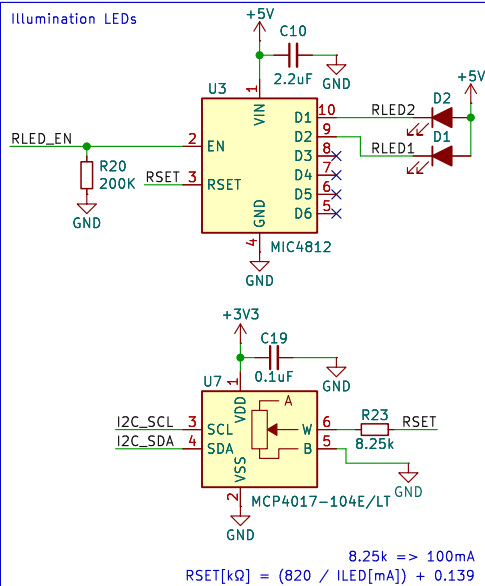 Illumination LEDs
+5V
C10
2.2uF
GND
U3
1
VIN
+5V
D1
10
RLED2
D2
RLED_EN
2
EN
D2
9
RLED1
D1
D3
8
R20
200K
RSET
3
RSET
D4
7
D5
6
D6
5
GND
GND
4
MIC4812
GND
+3V3
C19
0.1uF
GND
U7
1
VDD
A
R23
RSET
I2C_SCL
3
SCL
W
6
8.25k
I2C_SDA
4
SDA
B
5
VSS
2
GND
MCP4017-104E/LT
GND
8.25k => 100mA
RSET[kΩ] = (820 / ILED[mA]) + 0.139